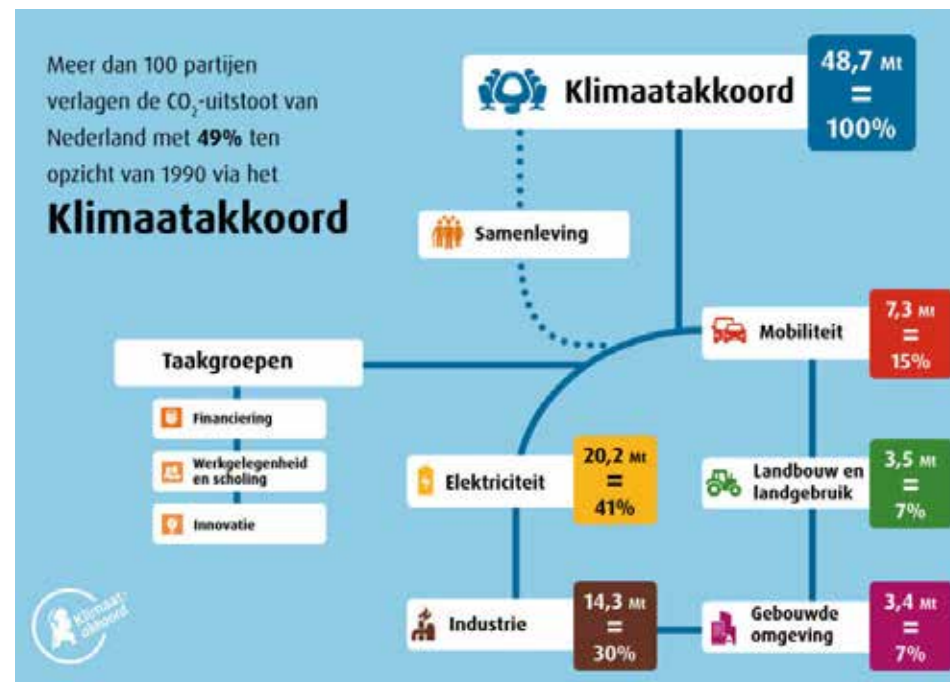 Meer dan 100 partijen
verlagen de CO₂-uitstoot van
Nederland met 49% ten
opzicht van 1990 via het
Klimaatakkoord
Klimaatakkoord
48,7 Mt
=
100%
Samenleving
Mobiliteit
7,3 Mt
=
15%
Taakgroepen
Financiering
Werkgelegenheid
en scholing
Innovatie
Elektriciteit
20,2 Mt
=
41%
Landbouw en
landgebruik
3,5 Mt
=
7%
Industrie
14,3 Mt
=
30%
Gebouwde
omgeving
3,4 Mt
=
7%
Klimaat-
akkoord